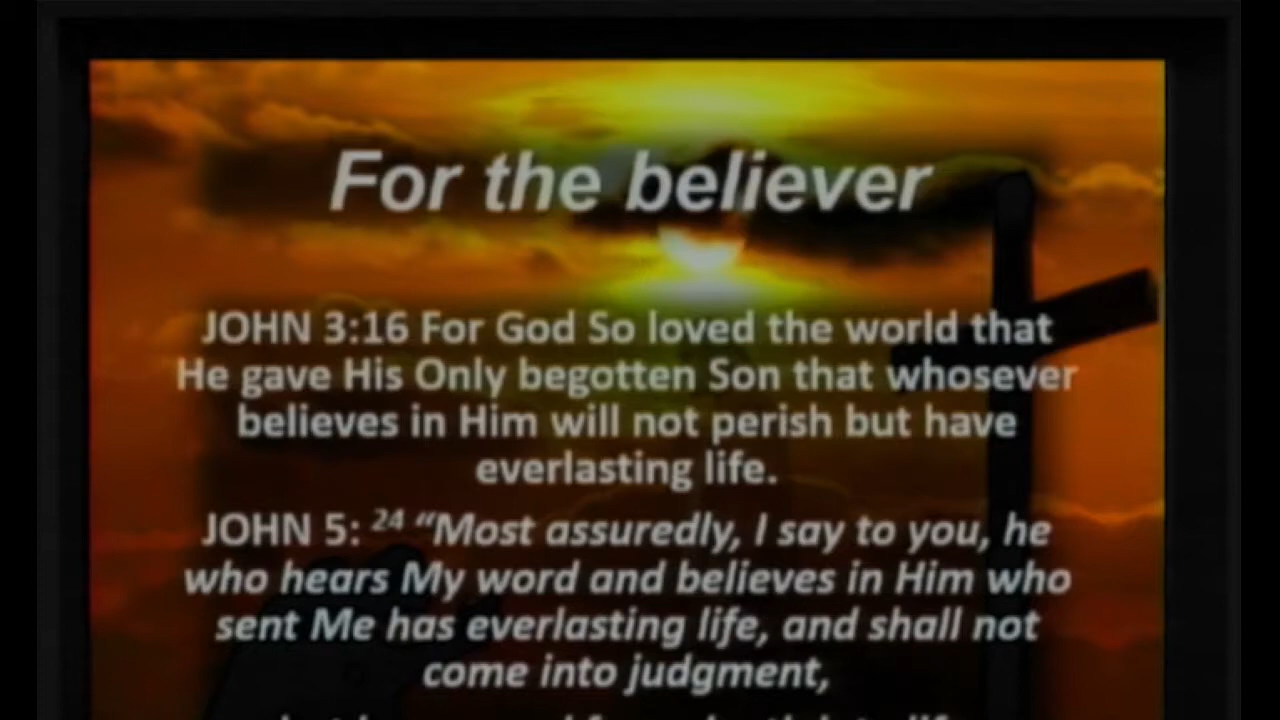 For the believer
JOHN 3:16 For God So loved the world that
He gave His Only begotten Son that whosever
believes in Him will not perish but have
everlasting life.
JOHN 5: 24 “Most assuredly, I say to you, he
who hears My word and believes in Him who
sent Me has everlasting life, and shall not
come into judgment,